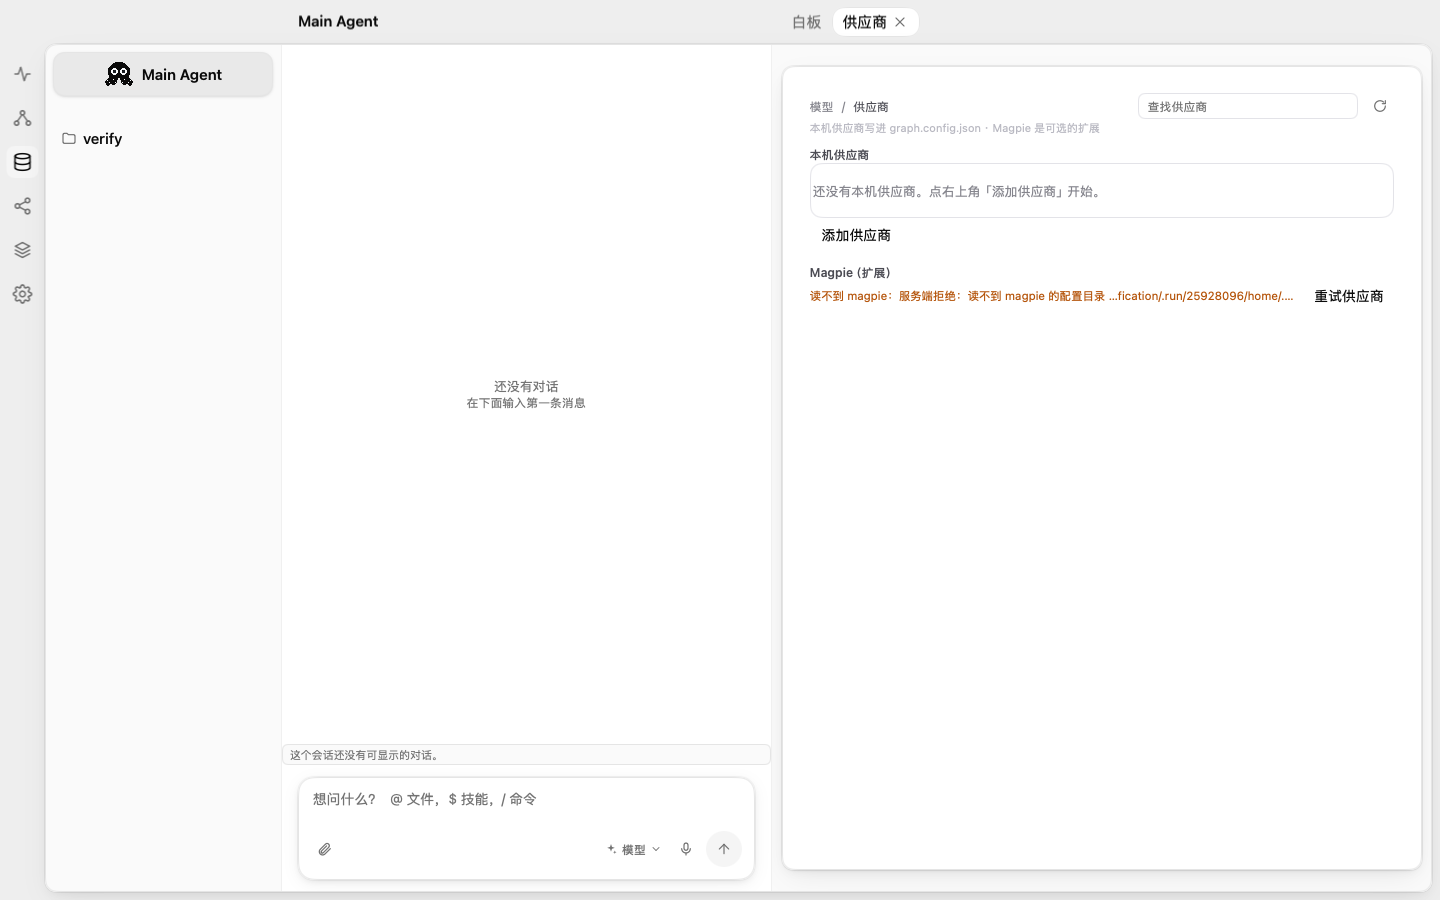 Main Agent
白板
供应商
Main Agent
verify
还没有对话
在下面输入第一条消息
这个会话还没有可显示的对话。
想问什么? @ 文件, $ 技能, / 命令
模型
模型 / 供应商
查找供应商
本机供应商写进 graph.config.json · Magpie 是可选的扩展
本机供应商
还没有本机供应商。点右上角「添加供应商」开始。
添加供应商
Magpie (扩展)
读不到 magpie：服务端拒绝：读不到 magpie 的配置目录 ...fication/.run/25928096/home/....
重试供应商